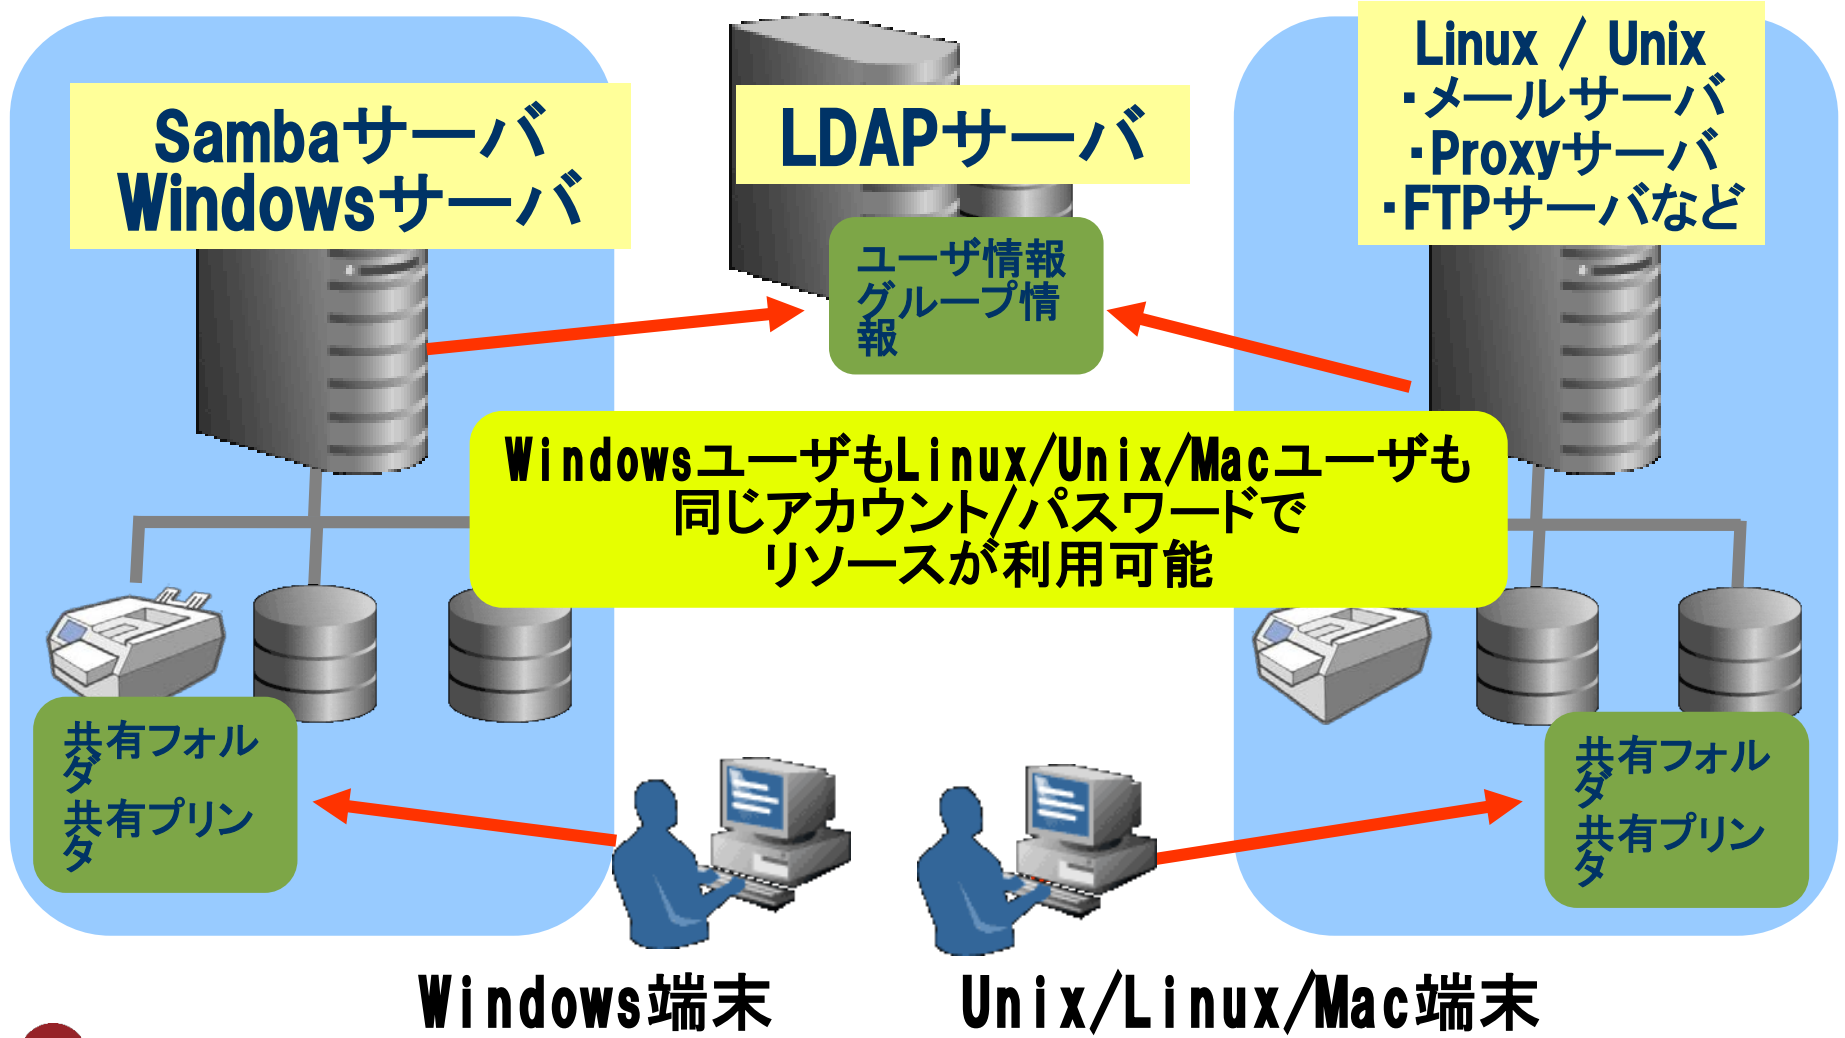 Sambaサーバ
Windowsサーバ
LDAPサーバ
ユーザ情報
グループ情
報
Linux / Unix
・メールサーバ
・Proxyサーバ
・FTPサーバなど
WindowsユーザもLinux/Unix/Macユーザも
同じアカウント/パスワードで
リソースが利用可能
共有フォル
ダ
共有プリン
タ
共有フォル
ダ
共有プリン
タ
Windows端末
Unix/Linux/Mac端末